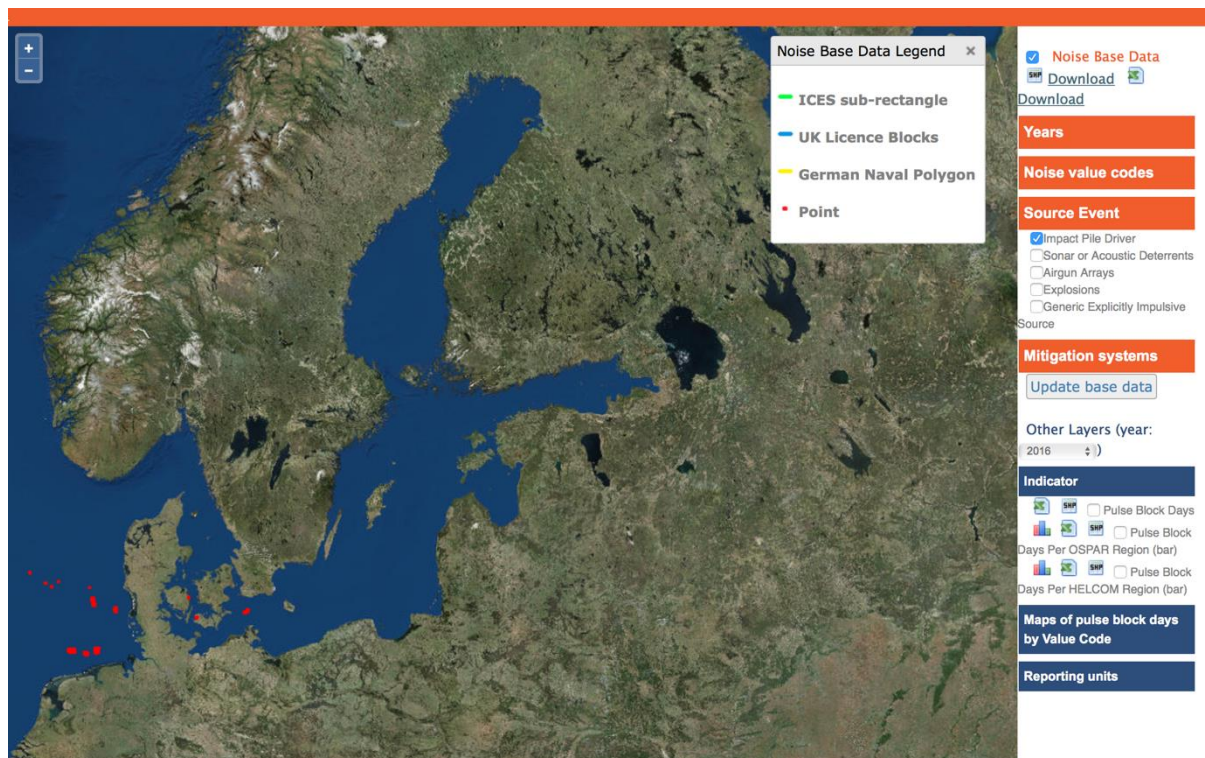 +
-
Noise Base Data Legend ×
ICES sub-rectangle
UK Licence Blocks
German Naval Polygon
Point
Noise Base Data
SHP Download
Download
Years
Noise value codes
Source Event
Impact Pile Driver
Sonar or Acoustic Deterrents
Airgun Arrays
Explosions
Generic Explicitly Impulsive
Source
Mitigation systems
Update base data
Other Layers (year:
2016 )
Indicator
SHP Pulse Block Days
SHP Pulse Block
Days Per OSPAR Region (bar)
SHP Pulse Block
Days Per HELCOM Region (bar)
Maps of pulse block days
by Value Code
Reporting units